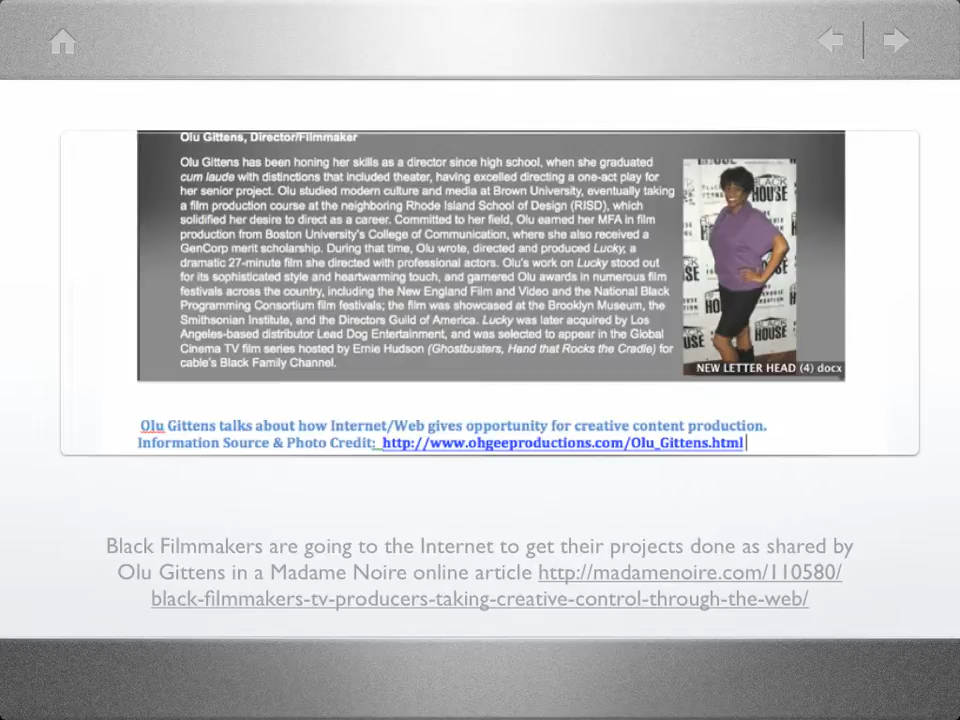 Olu Gittens, Director/Filmmaker
Olu Gittens has been honing her skills as a director since high school, when she graduated
cum laude with distinctions that included theater, having excelled directing a one-act play for
her senior project. Olu studied modern culture and media at Brown University, eventually taking
a film production course at the neighboring Rhode Island School of Design (RISD), which
solidified her desire to direct as a career. Committed to her field, Olu earned her MFA in film
production from Boston University's College of Communication, where she also received a
GenCorp merit scholarship. During that time, Olu wrote, directed and produced Lucky, a
dramatic 27-minute film she directed with professional actors. Olu's work on Lucky stood out
for its sophisticated style and heartwarming touch, and garnered Olu awards in numerous film
festivals across the country, including the New England Film and Video and the National Black
Programming Consortium film festivals; the film was showcased at the Brooklyn Museum, the
Smithsonian Institute, and the Directors Guild of America. Lucky was later acquired by Los
Angeles-based distributor Lead Dog Entertainment, and was selected to appear in the Global
Cinema TV film series hosted by Ernie Hudson (Ghostbusters, Hand that Rocks the Cradle) for
cable's Black Family Channel.
BLACK
HOUSE
BLACK
HOUSE
NEW LETTER HEAD (4) docx
Olu Gittens talks about how Internet/Web gives opportunity for creative content production.
Information Source & Photo Credit: http://www.ohgeeproductions.com/Olu_Gittens.html
Black Filmmakers are going to the Internet to get their projects done as shared by
Olu Gittens in a Madame Noire online article http://madamenoire.com/110580/
black-filmmakers-tv-producers-taking-creative-control-through-the-web/